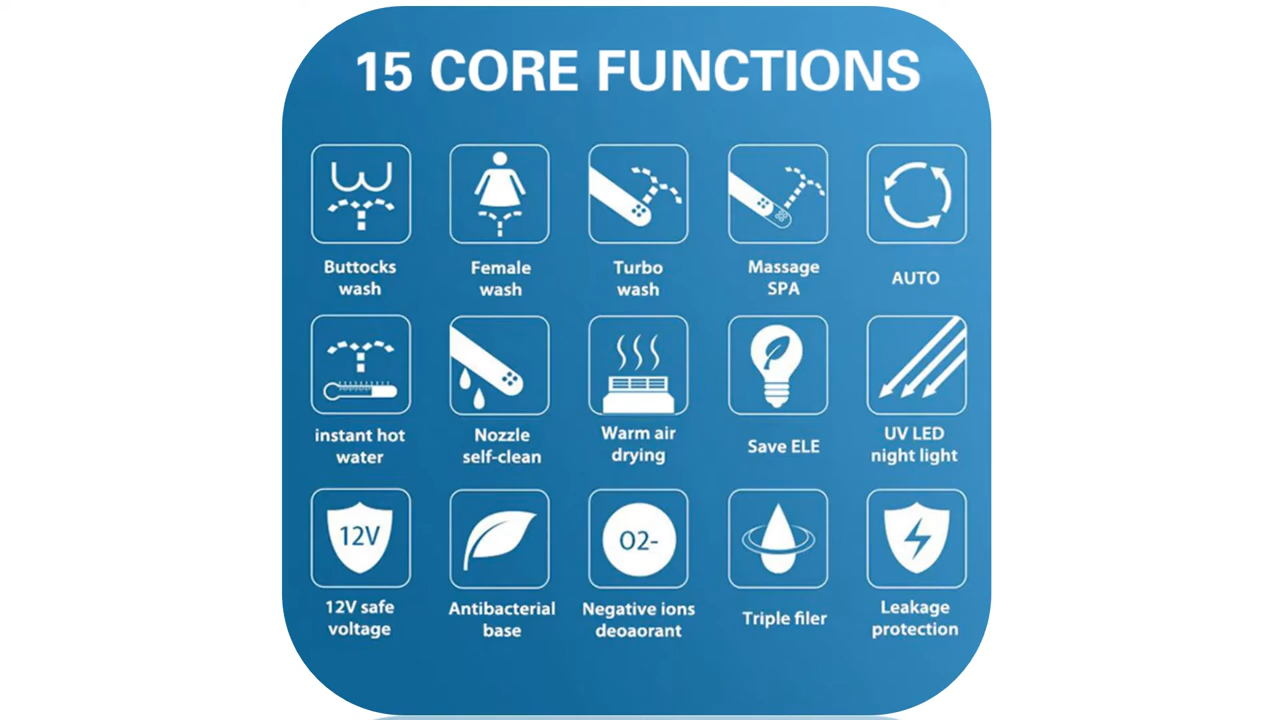 15 CORE FUNCTIONS
Buttocks
wash
Female
wash
Turbo
wash
Massage
SPA
AUTO
instant hot
water
Nozzle
self-clean
Warm air
drying
Save ELE
UV LED
night light
12V
12V safe
voltage
Antibacterial
base
O2-
Negative ions
deoaorant
Triple filer
Leakage
protection